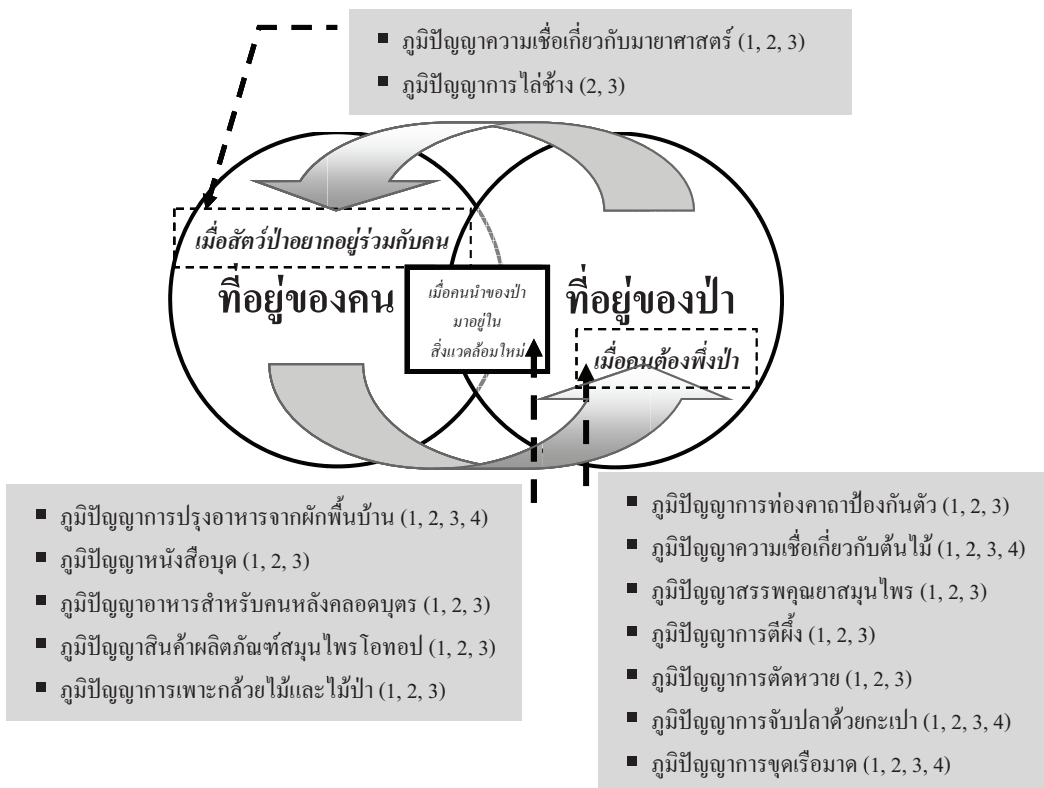 ▪ ภูมิปัญญาความเชื่อเกี่ยวกับมายาศาสตร์ (1, 2, 3)
▪ ภูมิปัญญาการไล่ช้าง (2, 3)
เมื่อสัตว์ป่าอยากอยู่ร่วมกับคน
ที่อยู่ของคน
เมื่อคนนำของป่า
มาอยู่ใน
สิ่งแวดล้อมใหม่
ที่อยู่ของป่า
เมื่อคนต้องพึ่งป่า
▪ ภูมิปัญญาการปรุงอาหารจากผักพื้นบ้าน (1, 2, 3, 4)
▪ ภูมิปัญญาหนังสือบุด (1, 2, 3)
▪ ภูมิปัญญาอาหารสำหรับคนหลังคลอดบุตร (1, 2, 3)
▪ ภูมิปัญญาสินค้าผลิตภัณฑ์สมุนไพรโอทอป (1, 2, 3)
▪ ภูมิปัญญาการเพาะกล้วยไม้และไม้ป่า (1, 2, 3)
▪ ภูมิปัญญาการท่องคาถาป้องกันตัว (1, 2, 3)
▪ ภูมิปัญญาความเชื่อเกี่ยวกับต้นไม้ (1, 2, 3, 4)
▪ ภูมิปัญญาสรรพคุณยาสมุนไพร (1, 2, 3)
▪ ภูมิปัญญาการตีผึ้ง (1, 2, 3)
▪ ภูมิปัญญาการตัดหวาย (1, 2, 3)
▪ ภูมิปัญญาการจับปลาด้วยกะเปา (1, 2, 3, 4)
▪ ภูมิปัญญาการขุดเรือมาด (1, 2, 3, 4)